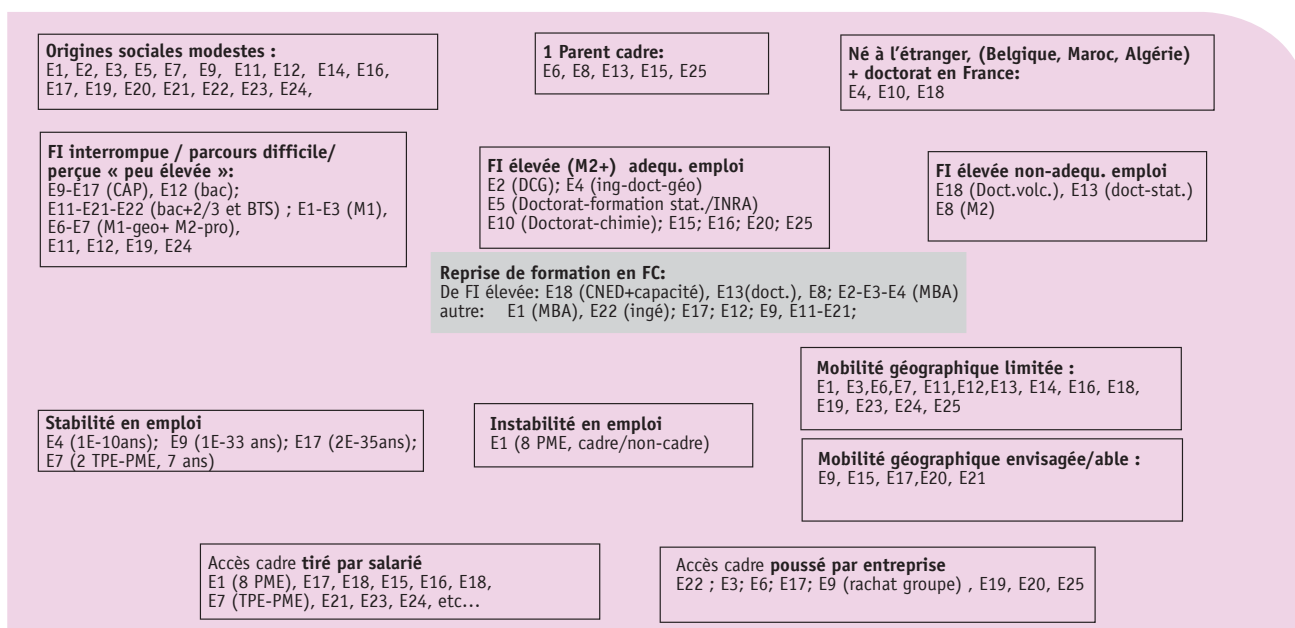 Origines sociales modestes :
E1, E2, E3, E5, E7, E9, E11, E12, E14, E16,
E17, E19, E20, E21, E22, E23, E24,
1 Parent cadre:
E6, E8, E13, E15, E25
Né à l'étranger, (Belgique, Maroc, Algérie)
+ doctorat en France:
E4, E10, E18
FI interrompue / parcours difficile/
perçue « peu élevée »:
E9-E17 (CAP), E12 (bac);
E11-E21-E22 (bac+2/3 et BTS) ; E1-E3 (M1),
E6-E7 (M1-geo+ M2-pro),
E11, E12, E19, E24
FI élevée (M2+) adequ. emploi
E2 (DCG); E4 (ing-doct-géo)
E5 (Doctorat-formation stat./INRA)
E10 (Doctorat-chimie); E15; E16; E20; E25
FI élevée non-adequ. emploi
E18 (Doct.volc.), E13 (doct-stat.)
E8 (M2)
Reprise de formation en FC:
De FI élevée: E18 (CNED+capacité), E13(doct.), E8; E2-E3-E4 (MBA)
autre: E1 (MBA), E22 (ingé); E17; E12; E9, E11-E21;
Mobilité géographique limitée :
E1, E3,E6,E7, E11,E12,E13, E14, E16, E18,
E19, E23, E24, E25
Stabilité en emploi
E4 (1E-10ans); E9 (1E-33 ans); E17 (2E-35ans);
E7 (2 TPE-PME, 7 ans)
Instabilité en emploi
E1 (8 PME, cadre/non-cadre)
Mobilité géographique envisagée/able :
E9, E15, E17,E20, E21
Accès cadre tiré par salarié
E1 (8 PME), E17, E18, E15, E16, E18,
E7 (TPE-PME), E21, E23, E24, etc…
Accès cadre poussé par entreprise
E22 ; E3; E6; E17; E9 (rachat groupe) , E19, E20, E25